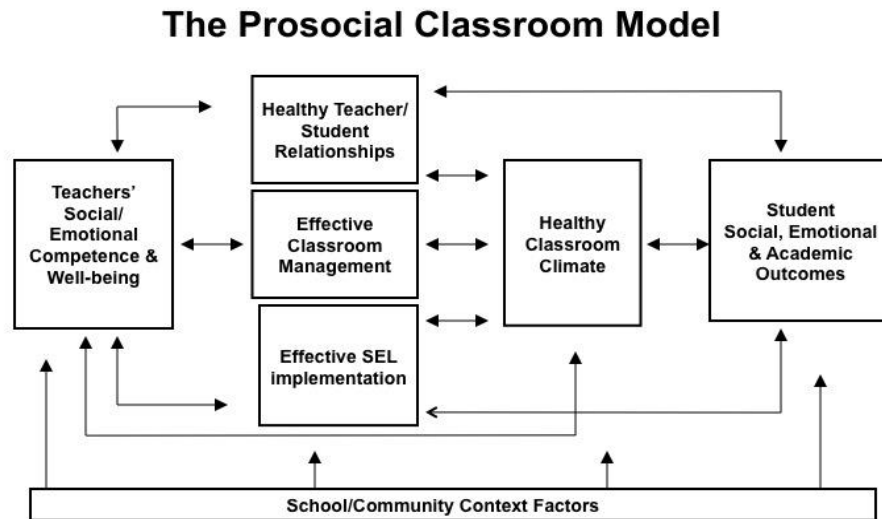 The Prosocial Classroom Model
Healthy Teacher/
Student
Relationships
Teachers'
Social/
Emotional
Competence &
Well-being
Effective
Classroom
Management
Healthy
Classroom
Climate
Student
Social, Emotional
& Academic
Outcomes
Effective SEL
implementation
School/Community Context Factors